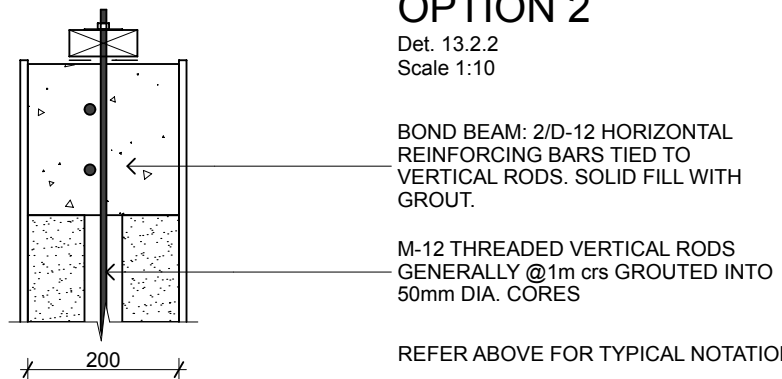 OPTION 2
Det. 13.2.2
Scale 1:10
BOND BEAM: 2/D-12 HORIZONTAL
REINFORCING BARS TIED TO
VERTICAL RODS. SOLID FILL WITH
GROUT.
M-12 THREADED VERTICAL RODS
GENERALLY @1m crs GROUTED INTO
50mm DIA. CORES
200
REFER ABOVE FOR TYPICAL NOTATION